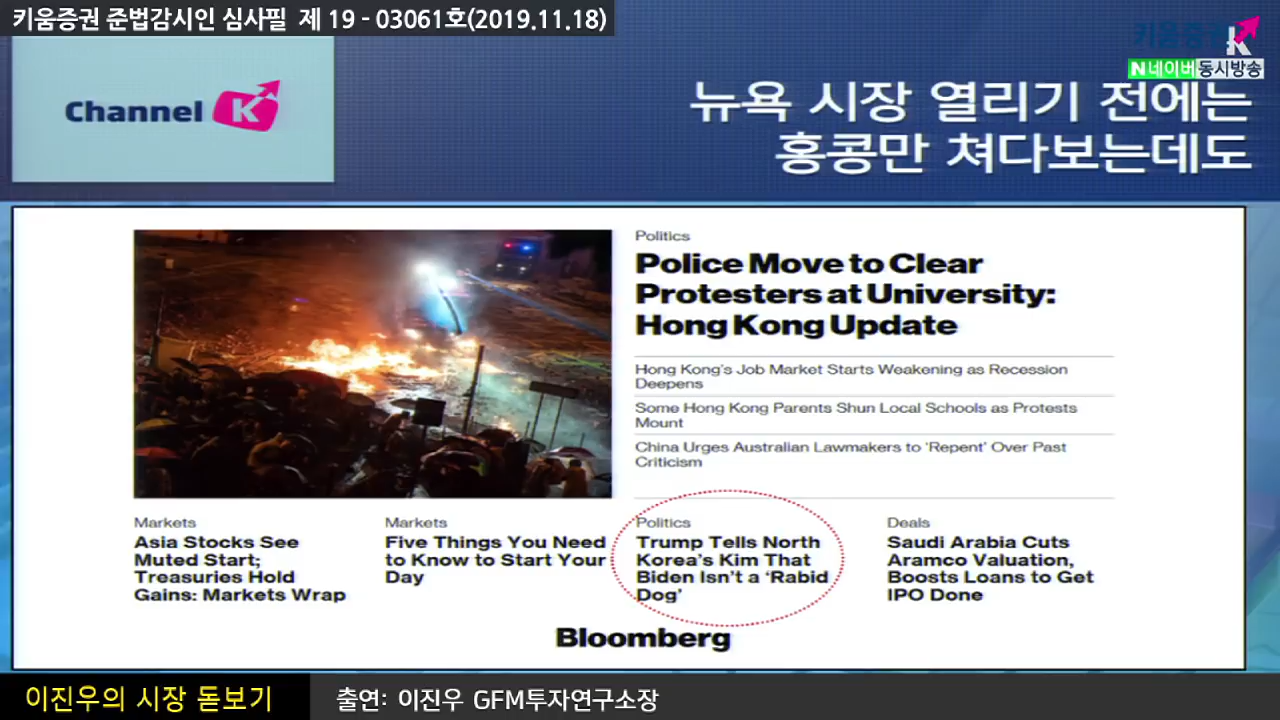 키움증권 준법감시인 심사필 제 19 - 03061호(2019.11.18)
키움증권
K
N네이버 동시방송
Channel K
뉴욕 시장 열리기 전에는
홍콩만 쳐다보는데도
Politics
Police Move to Clear
Protesters at University:
Hong Kong Update
Hong Kong's Job Market Starts Weakening as Recession
Deepens
Some Hong Kong Parents Shun Local Schools as Protests
Mount
China Urges Australian Lawmakers to 'Repent' Over Past
Criticism
Markets
Asia Stocks See
Muted Start;
Treasuries Hold
Gains: Markets Wrap
Markets
Five Things You Need
to Know to Start Your
Day
Politics
Trump Tells North
Korea's Kim That
Biden Isn't a 'Rabid
Dog'
Deals
Saudi Arabia Cuts
Aramco Valuation,
Boosts Loans to Get
IPO Done
Bloomberg
이진우의 시장 돋보기
출연: 이진우 GFM투자연구소장